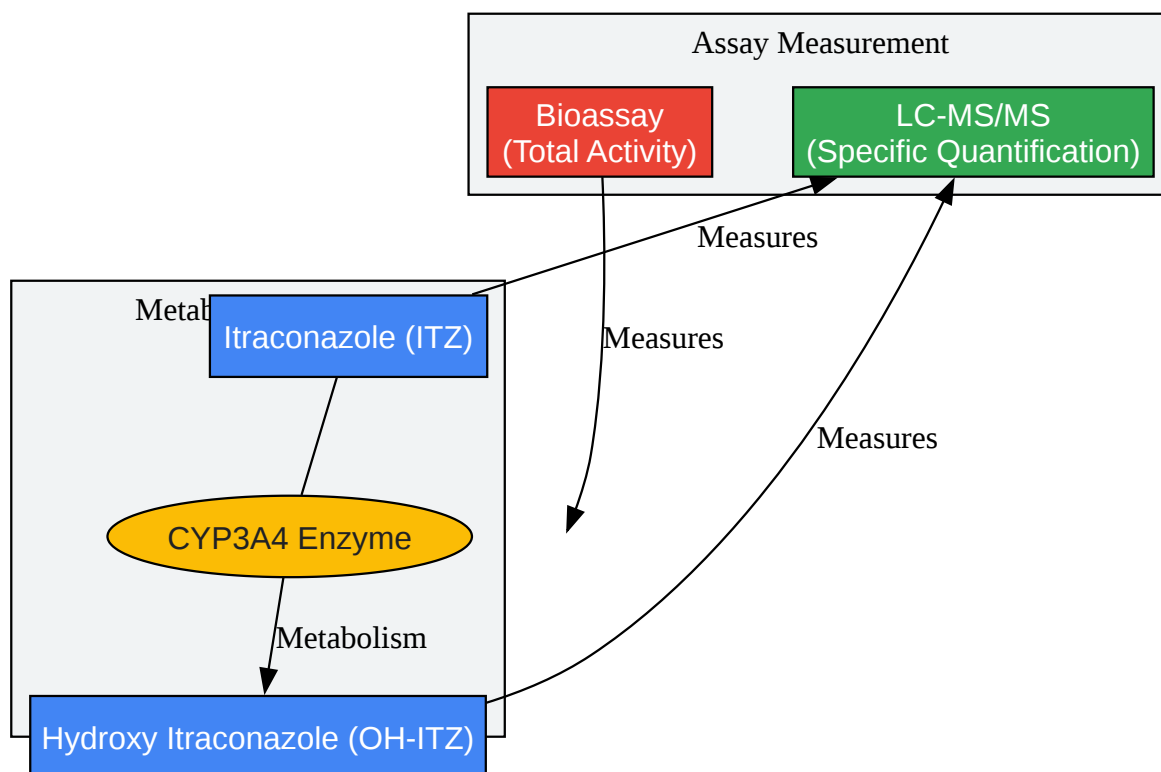 Assay Measurement
Bioassay
(Total Activity)
LC-MS/MS
(Specific Quantification)
Measures
Itraconazole (ITZ)
Measures
Measures
CYP3A4 Enzyme
Metabolism
Hydroxy Itraconazole (OH-ITZ)